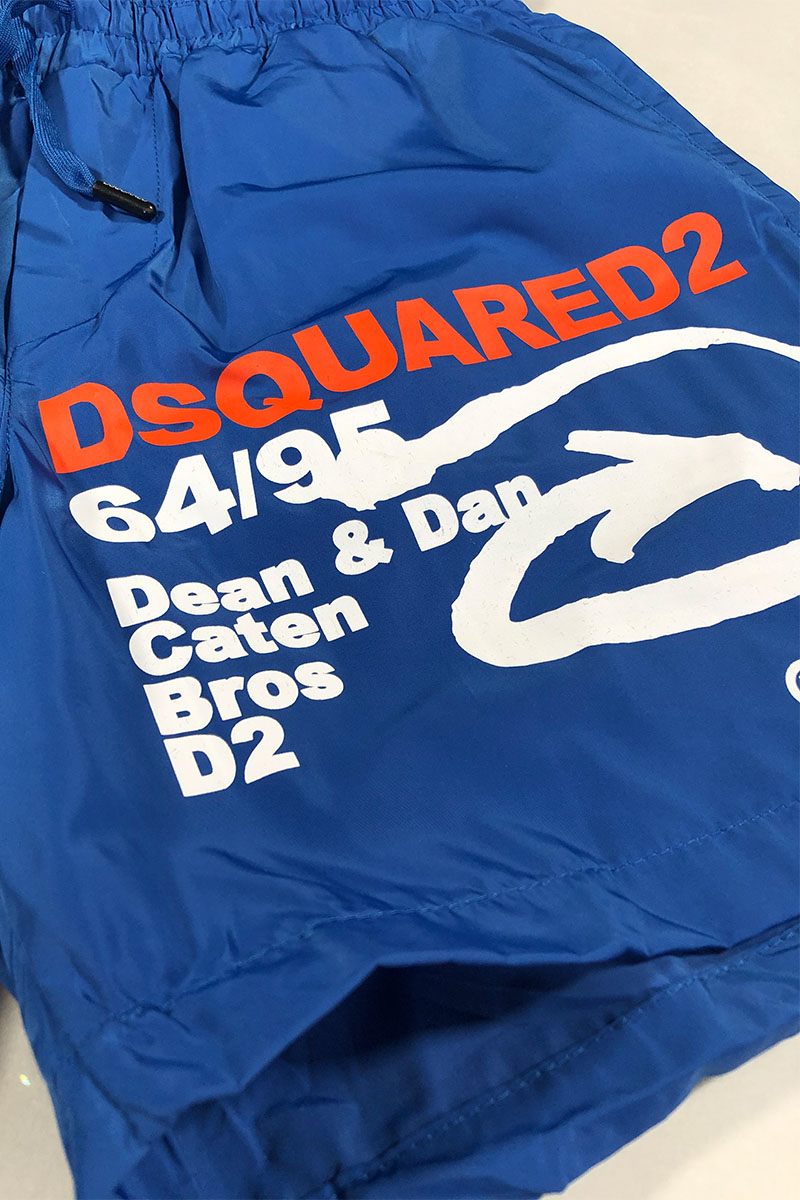 DSQUARED2
64/95
Dean & Dan
Caten
Bros
D2